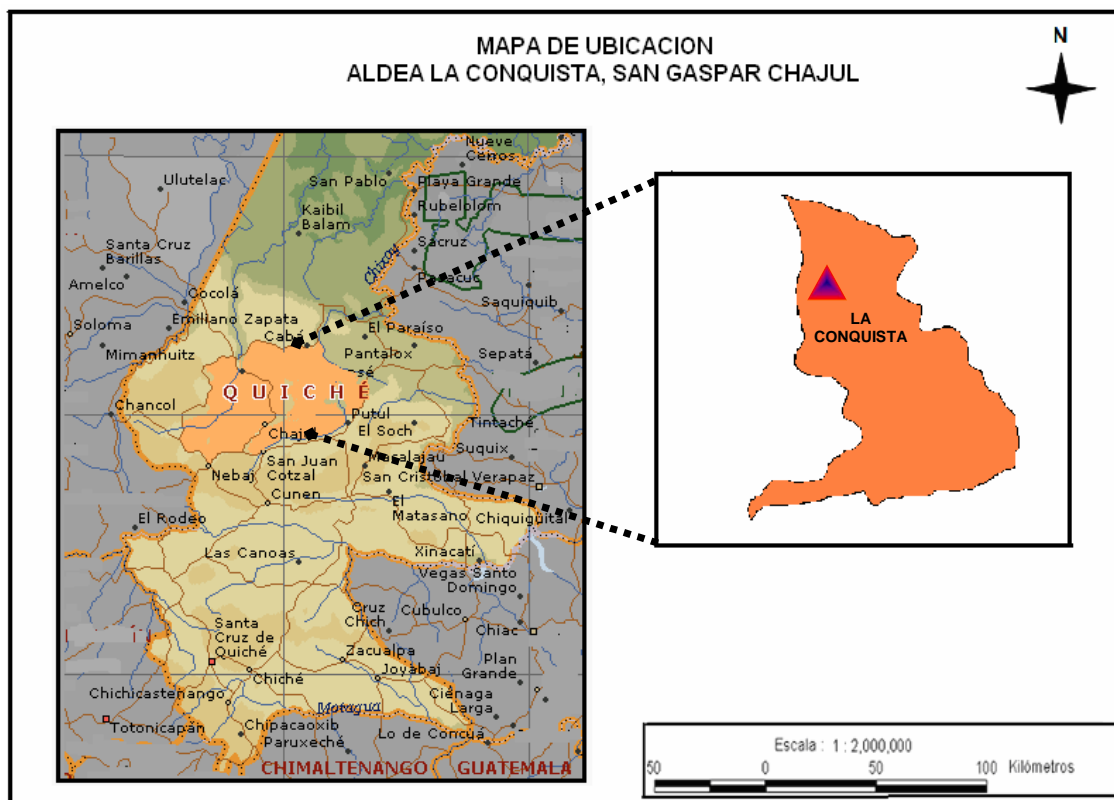 MAPA DE UBICACION
ALDEA LA CONQUISTA, SAN GASPAR CHAJUL
N
Nueve
Cerros
Ulutelac
San Pablo
Playa Grande
Kaibil
Balam
Rubelolom
Santa Cruz
Barillas
Chixoy
Sacruz
Amelco
Cocolá
Saquiquib
Soloma
Emiliano Zapata
Cabá
El Paraíso
Mimanhuitz
Pantalox
Sepatá
sé
QUICHÉ
Chancol
Putul
Tintaché
Chajul
El Soch
Suquix
Nebaj
San Juan
Cotzal
Masalajau
San Cristobal Verapaz
Cunen
El
Matasano
Chiquigüital
El Rodeo
Las Canoas
Xinacatí
Vegas Santo
Domingo
Cruz
Chich
Cubulco
Santa
Cruz de
Quiché
Chiac
Zacualpa
Plan
Grande
Chiché
Joyabaj
Chichicastenango
Ciénaga
Larga
Motagua
Totonicapán
Chipacaoxib
Paruxeché
Lo de Concuá
CHIMALTENANGO
GUATEMALA
LA
CONQUISTA
Escala : 1 : 2,000,000
50 0 50 100 Kilómetros